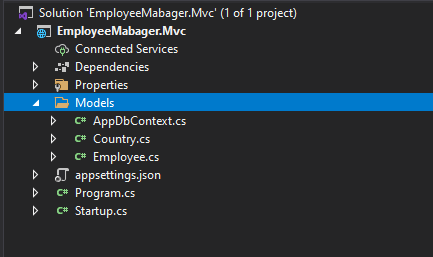 Solution 'EmployeeMabager.Mvc' (1 of 1 project)
EmployeeMabager.Mvc
Connected Services
Dependencies
Properties
Models
C# AppDbContext.cs
C# Country.cs
C# Employee.cs
appsettings.json
C# Program.cs
C# Startup.cs